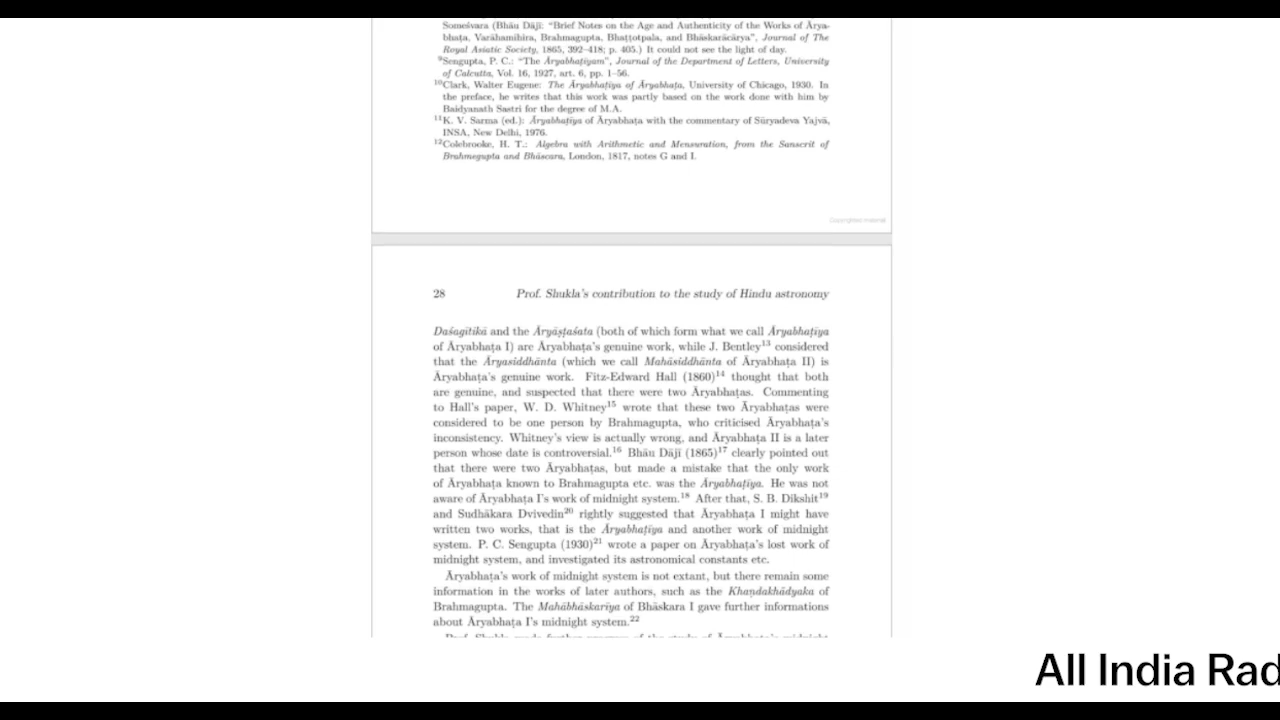 Someśvara (Bhāu Dājī: “Brief Notes on the Age and Authenticity of the Works of Ārya-
bhaṭa, Varāhamihira, Brahmagupta, Bhaṭṭotpala, and Bhāskarācārya”, Journal of The
Royal Asiatic Society, 1865, 392–418; p. 405.) It could not see the light of day.
⁹Sengupta, P. C.: “The Āryabhaṭīyam”, Journal of the Department of Letters, University
of Calcutta, Vol. 16, 1927, art. 6, pp. 1–56.
¹⁰Clark, Walter Eugene: The Āryabhaṭīya of Āryabhaṭa, University of Chicago, 1930. In
the preface, he writes that this work was partly based on the work done with him by
Baidyanath Sastri for the degree of M.A.
¹¹K. V. Sarma (ed.): Āryabhaṭīya of Āryabhaṭa with the commentary of Sūryadeva Yajvā,
INSA, New Delhi, 1976.
¹²Colebrooke, H. T.: Algebra with Arithmetic and Mensuration, from the Sanscrit of
Brahmegupta and Bháscara, London, 1817, notes G and I.
Copyrighted material
28 Prof. Shukla’s contribution to the study of Hindu astronomy
Daśagītikā and the Āryāṣṭaśata (both of which form what we call Āryabhaṭīya
of Āryabhaṭa I) are Āryabhaṭa’s genuine work, while J. Bentley¹³ considered
that the Āryasiddhānta (which we call Mahāsiddhānta of Āryabhaṭa II) is
Āryabhaṭa’s genuine work. Fitz-Edward Hall (1860)¹⁴ thought that both
are genuine, and suspected that there were two Āryabhaṭas. Commenting
to Hall’s paper, W. D. Whitney¹⁵ wrote that these two Āryabhaṭas were
considered to be one person by Brahmagupta, who criticised Āryabhaṭa’s
inconsistency. Whitney’s view is actually wrong, and Āryabhaṭa II is a later
person whose date is controversial.¹⁶ Bhāu Dājī (1865)¹⁷ clearly pointed out
that there were two Āryabhaṭas, but made a mistake that the only work
of Āryabhaṭa known to Brahmagupta etc. was the Āryabhaṭīya. He was not
aware of Āryabhaṭa I’s work of midnight system.¹⁸ After that, S. B. Dikshit¹⁹
and Sudhākara Dvivedin²⁰ rightly suggested that Āryabhaṭa I might have
written two works, that is the Āryabhaṭīya and another work of midnight
system. P. C. Sengupta (1930)²¹ wrote a paper on Āryabhaṭa’s lost work of
midnight system, and investigated its astronomical constants etc.
Āryabhaṭa’s work of midnight system is not extant, but there remain some
information in the works of later authors, such as the Khaṇḍakhādyaka of
Brahmagupta. The Mahābhāskarīya of Bhāskara I gave further informations
about Āryabhaṭa I’s midnight system.²²
Prof. Shukla made further progress of the study of Āryabhaṭa’s midnight
All India Rad